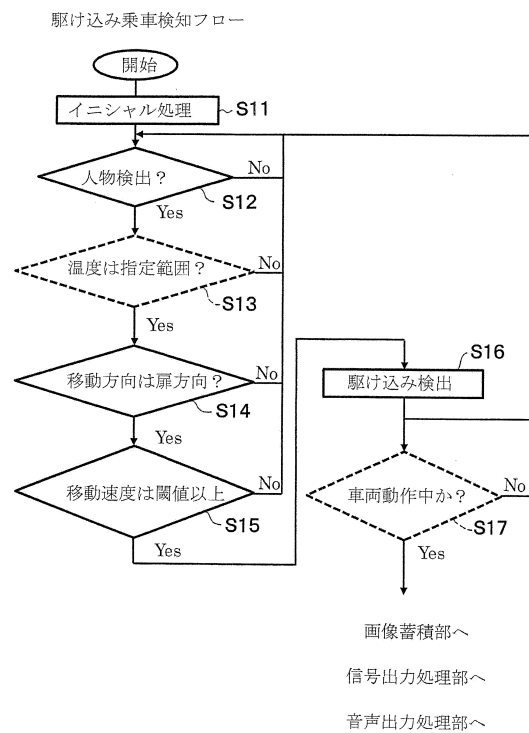 駆け込み乗車検知フロー
開始
イニシャル処理
S11
人物検出？
No
S12
Yes
温度は指定範囲？
No
S13
Yes
移動方向は扉方向？
No
S14
Yes
移動速度は閾値以上
No
S15
Yes
S16
駆け込み検出
車両動作中か？
No
S17
Yes
画像蓄積部へ
信号出力処理部へ
音声出力処理部へ